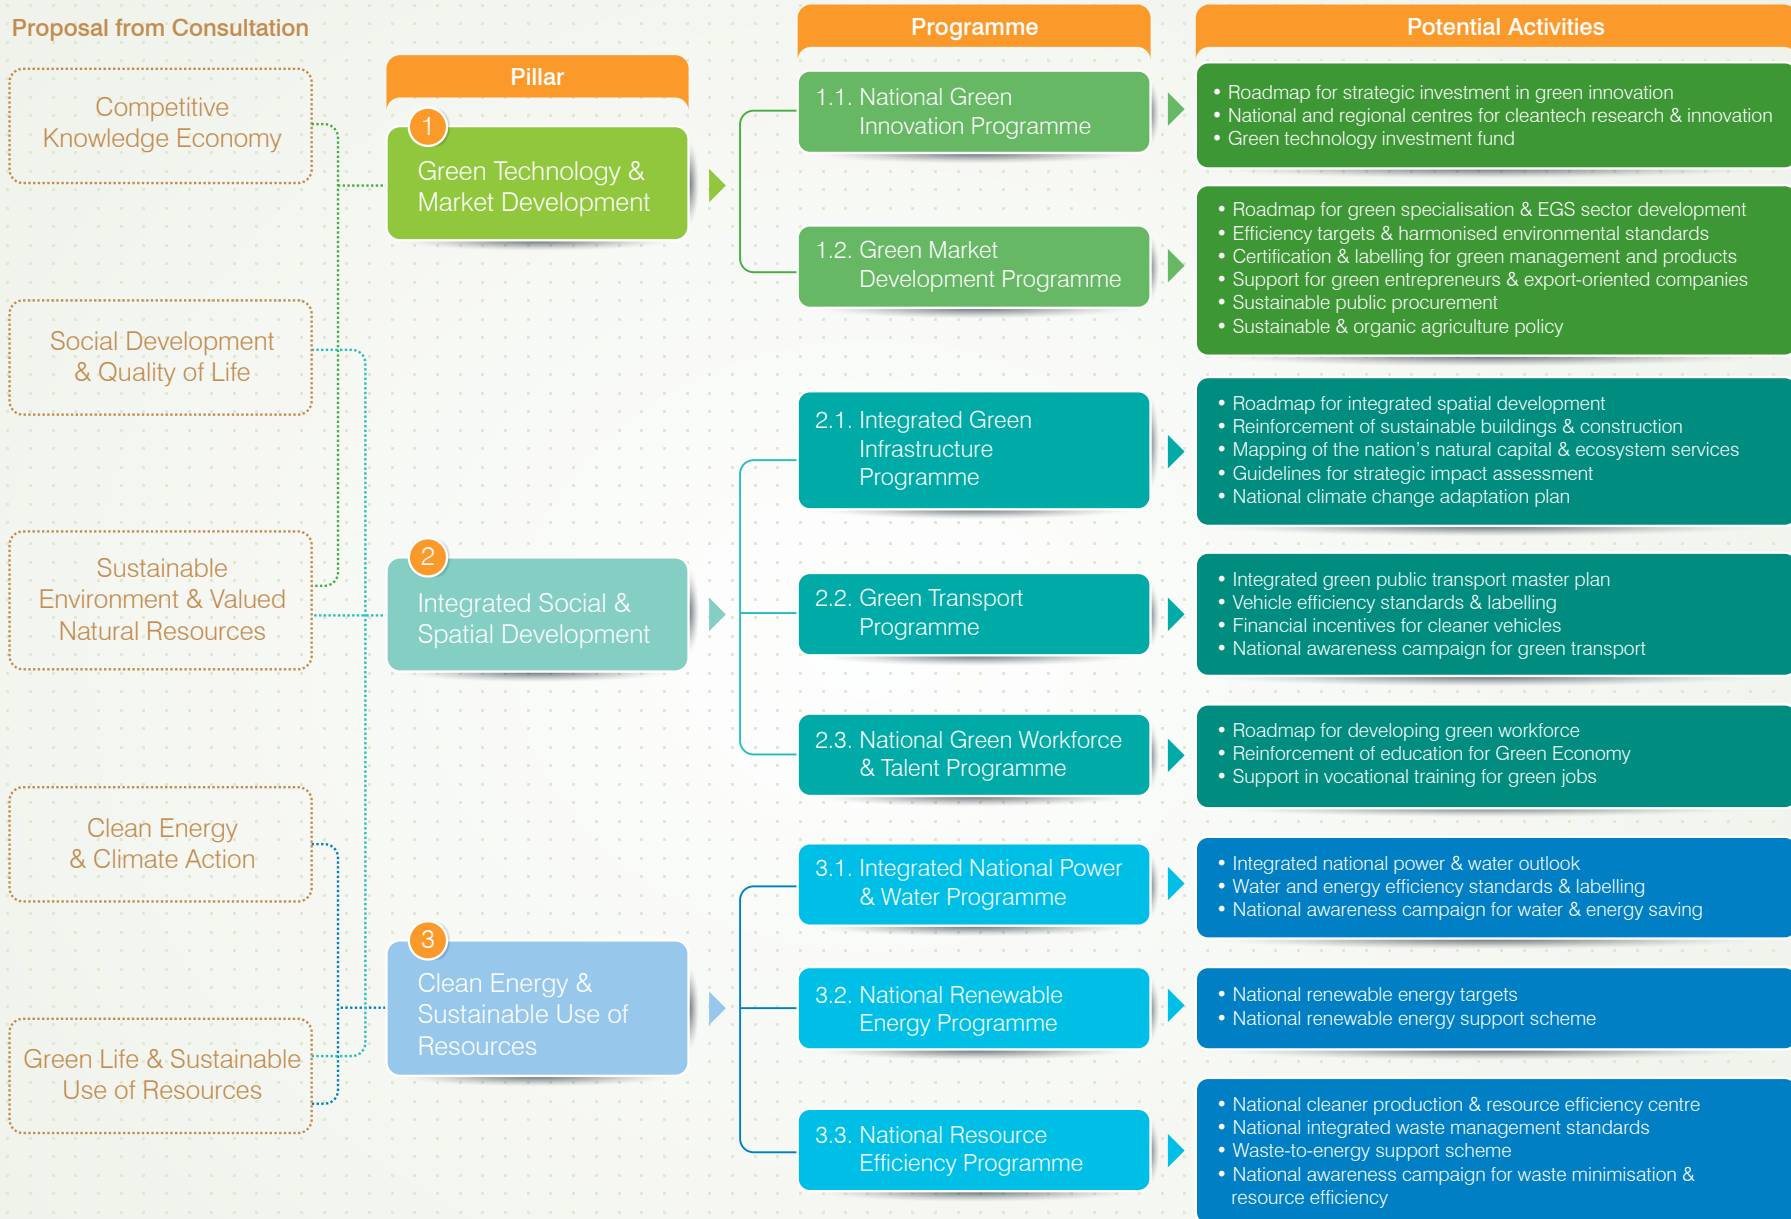 Proposal from Consultation
Competitive
Knowledge Economy
Social Development
& Quality of Life
Sustainable
Environment & Valued
Natural Resources
Clean Energy
& Climate Action
Green Life & Sustainable
Use of Resources
Pillar
1
Green Technology &
Market Development
2
Integrated Social &
Spatial Development
3
Clean Energy &
Sustainable Use of
Resources
Programme
1.1. National Green
Innovation Programme
1.2. Green Market
Development Programme
2.1. Integrated Green
Infrastructure
Programme
2.2. Green Transport
Programme
2.3. National Green Workforce
& Talent Programme
3.1. Integrated National Power
& Water Programme
3.2. National Renewable
Energy Programme
3.3. National Resource
Efficiency Programme
Potential Activities
• Roadmap for strategic investment in green innovation
• National and regional centres for cleantech research & innovation
• Green technology investment fund
• Roadmap for green specialisation & EGS sector development
• Efficiency targets & harmonised environmental standards
• Certification & labelling for green management and products
• Support for green entrepreneurs & export-oriented companies
• Sustainable public procurement
• Sustainable & organic agriculture policy
• Roadmap for integrated spatial development
• Reinforcement of sustainable buildings & construction
• Mapping of the nation's natural capital & ecosystem services
• Guidelines for strategic impact assessment
• National climate change adaptation plan
• Integrated green public transport master plan
• Vehicle efficiency standards & labelling
• Financial incentives for cleaner vehicles
• National awareness campaign for green transport
• Roadmap for developing green workforce
• Reinforcement of education for Green Economy
• Support in vocational training for green jobs
• Integrated national power & water outlook
• Water and energy efficiency standards & labelling
• National awareness campaign for water & energy saving
• National renewable energy targets
• National renewable energy support scheme
• National cleaner production & resource efficiency centre
• National integrated waste management standards
• Waste-to-energy support scheme
• National awareness campaign for waste minimisation &
resource efficiency